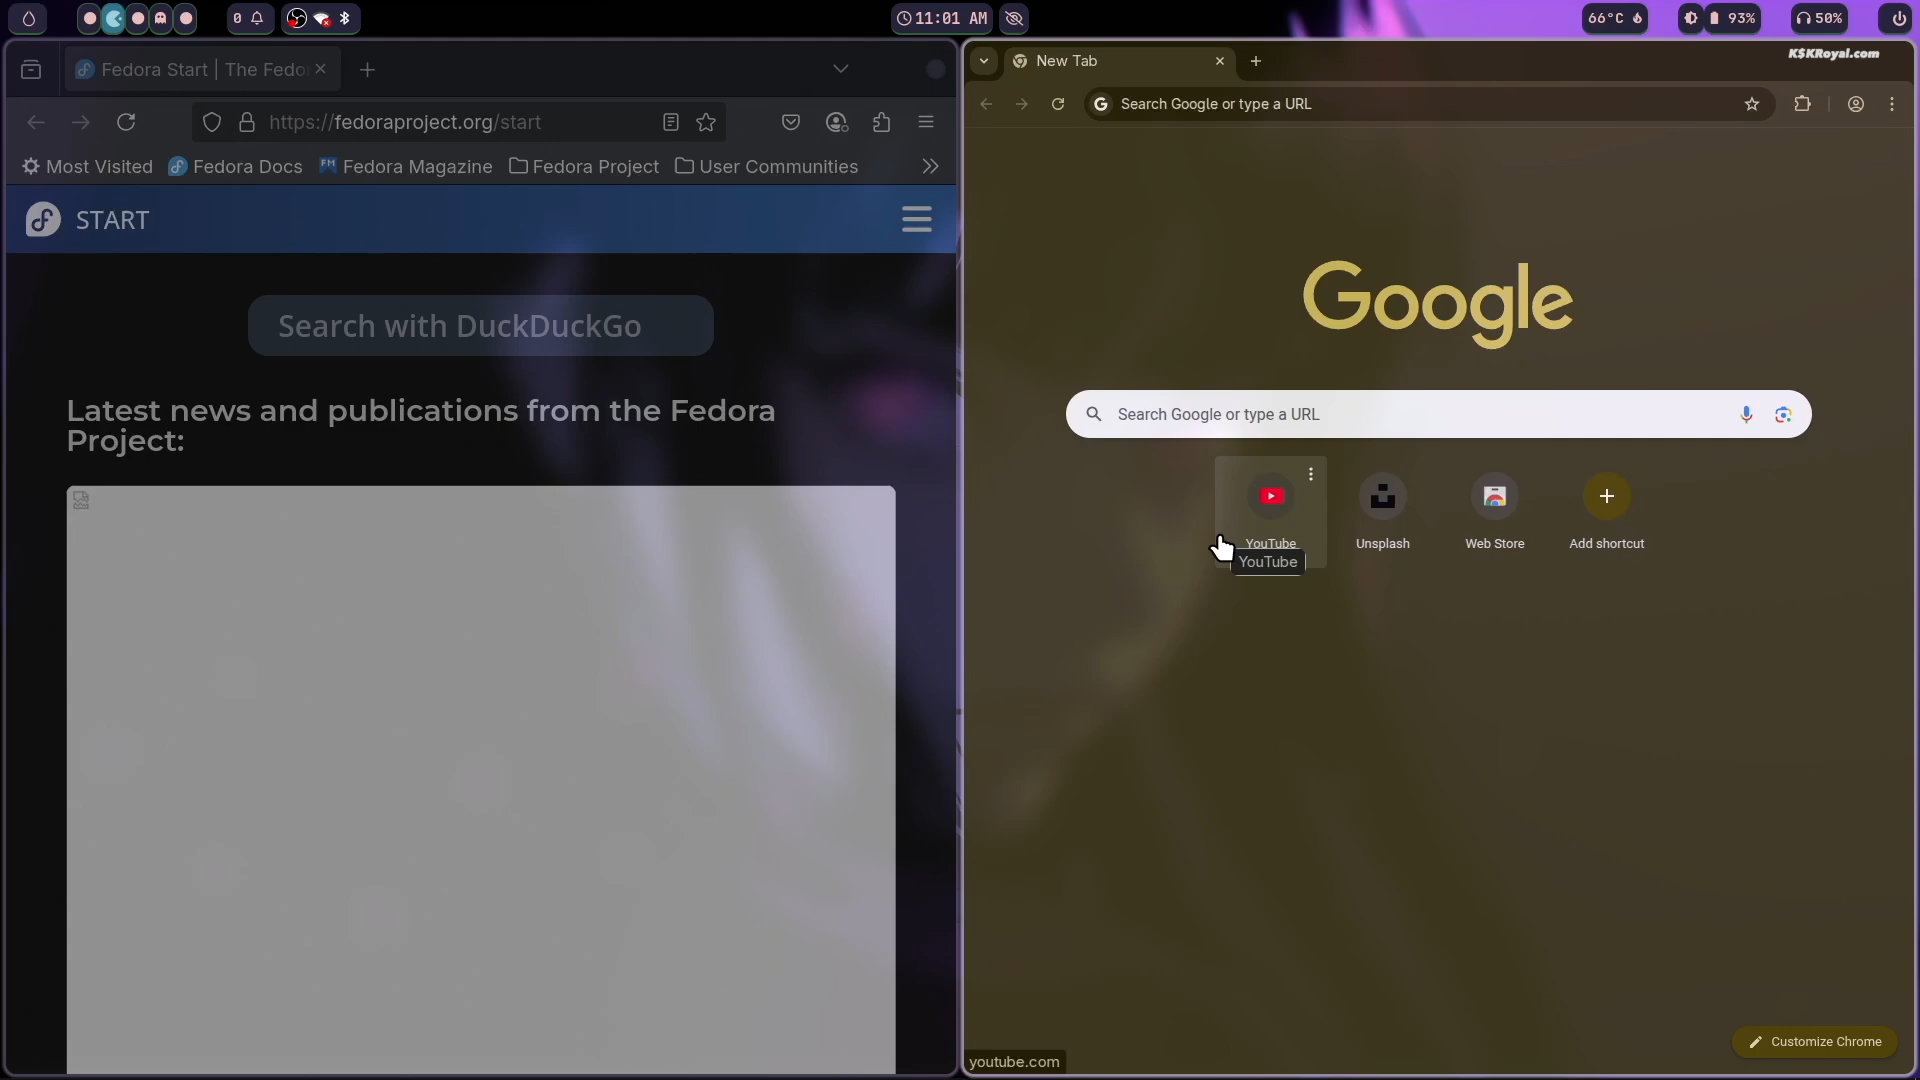 0
11:01 AM
66°C
93%
50%
Fedora Start | The Fedo
New Tab
K$KRoyal.com
https://fedoraproject.org/start
Search Google or type a URL
Most Visited
Fedora Docs
FM
Fedora Magazine
Fedora Project
User Communities
START
Google
Search with DuckDuckGo
Latest news and publications from the Fedora
Project:
Search Google or type a URL
YouTube
Unsplash
Web Store
Add shortcut
YouTube
Customize Chrome
youtube.com